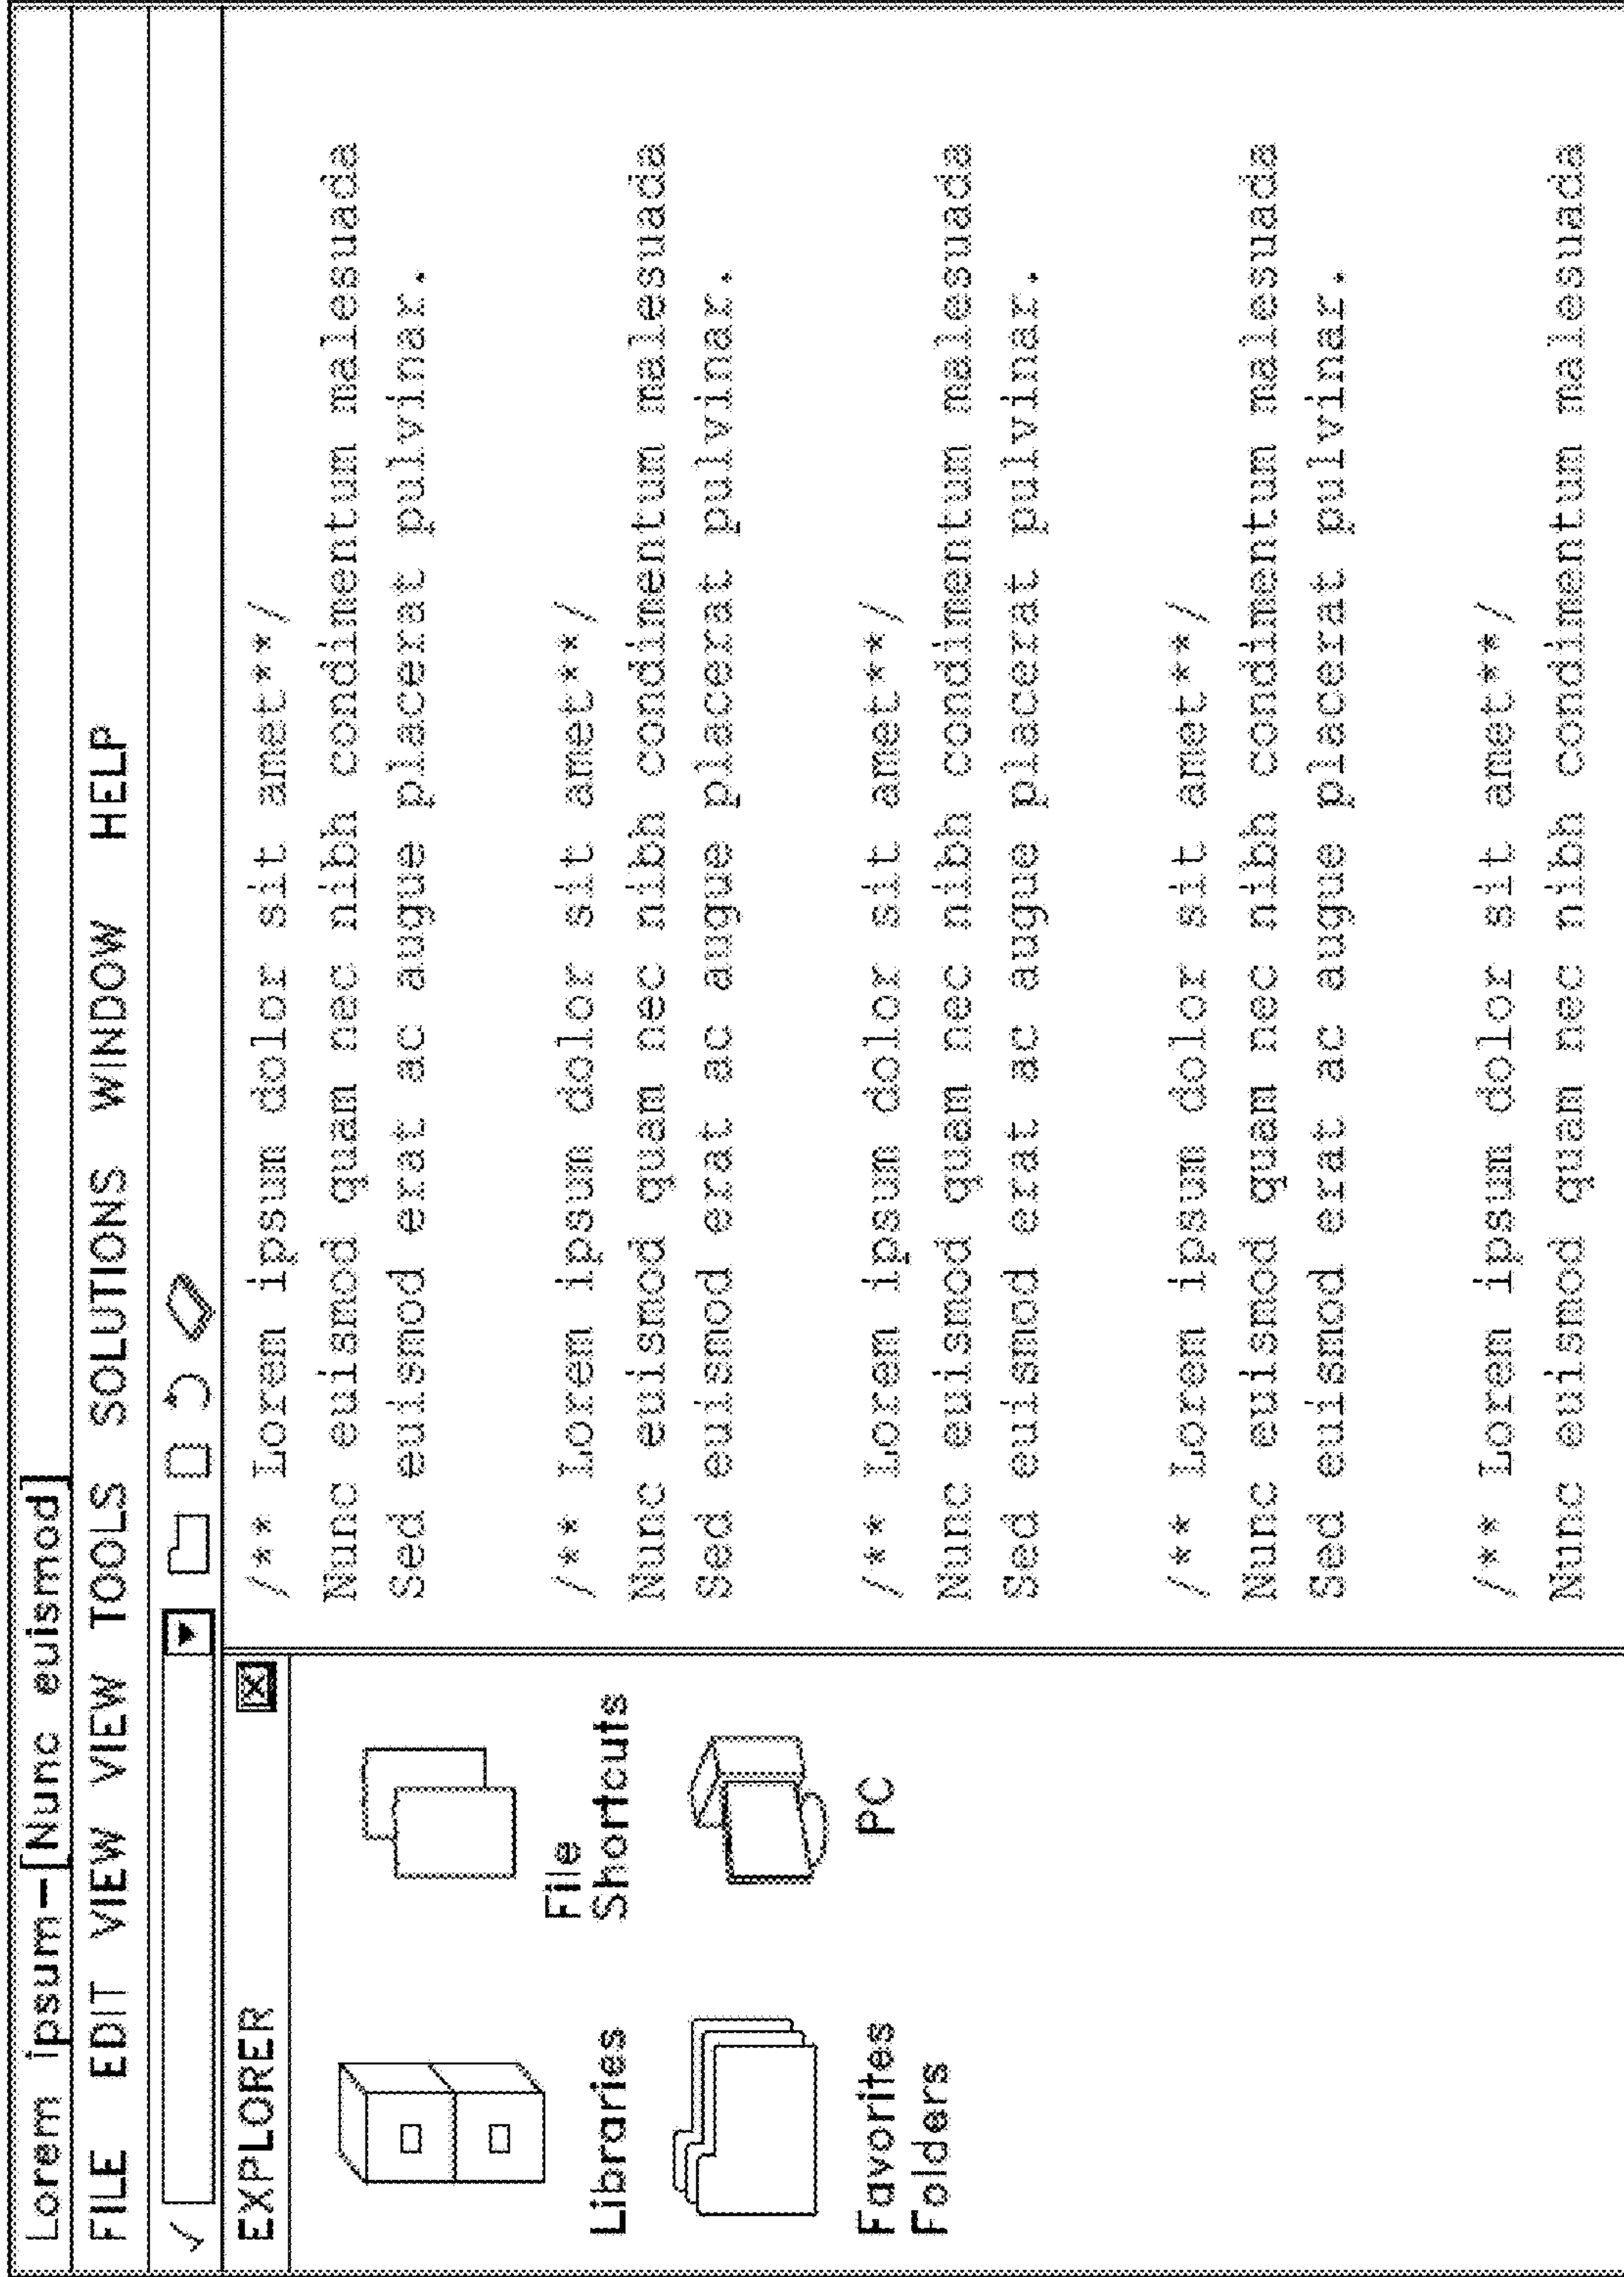 Lorem ipsum-[Nunc euismod]
FILE EDIT VIEW VIEW TOOLS SOLUTIONS WINDOW HELP
EXPLORER
Libraries
File
Shortcuts
Favorites
Folders
PC
/** Lorem ipsum dolor sit amet**/
Nunc euismod quam nec nibh condimentum malesuada
Sed euismod erat ac augue placerat pulvinar.
/** Lorem ipsum dolor sit amet**/
Nunc euismod quam nec nibh condimentum malesuada
Sed euismod erat ac augue placerat pulvinar.
/** Lorem ipsum dolor sit amet**/
Nunc euismod quam nec nibh condimentum malesuada
Sed euismod erat ac augue placerat pulvinar.
/** Lorem ipsum dolor sit amet**/
Nunc euismod quam nec nibh condimentum malesuada
Sed euismod erat ac augue placerat pulvinar.
/** Lorem ipsum dolor sit amet**/
Nunc euismod quam nec nibh condimentum malesuada